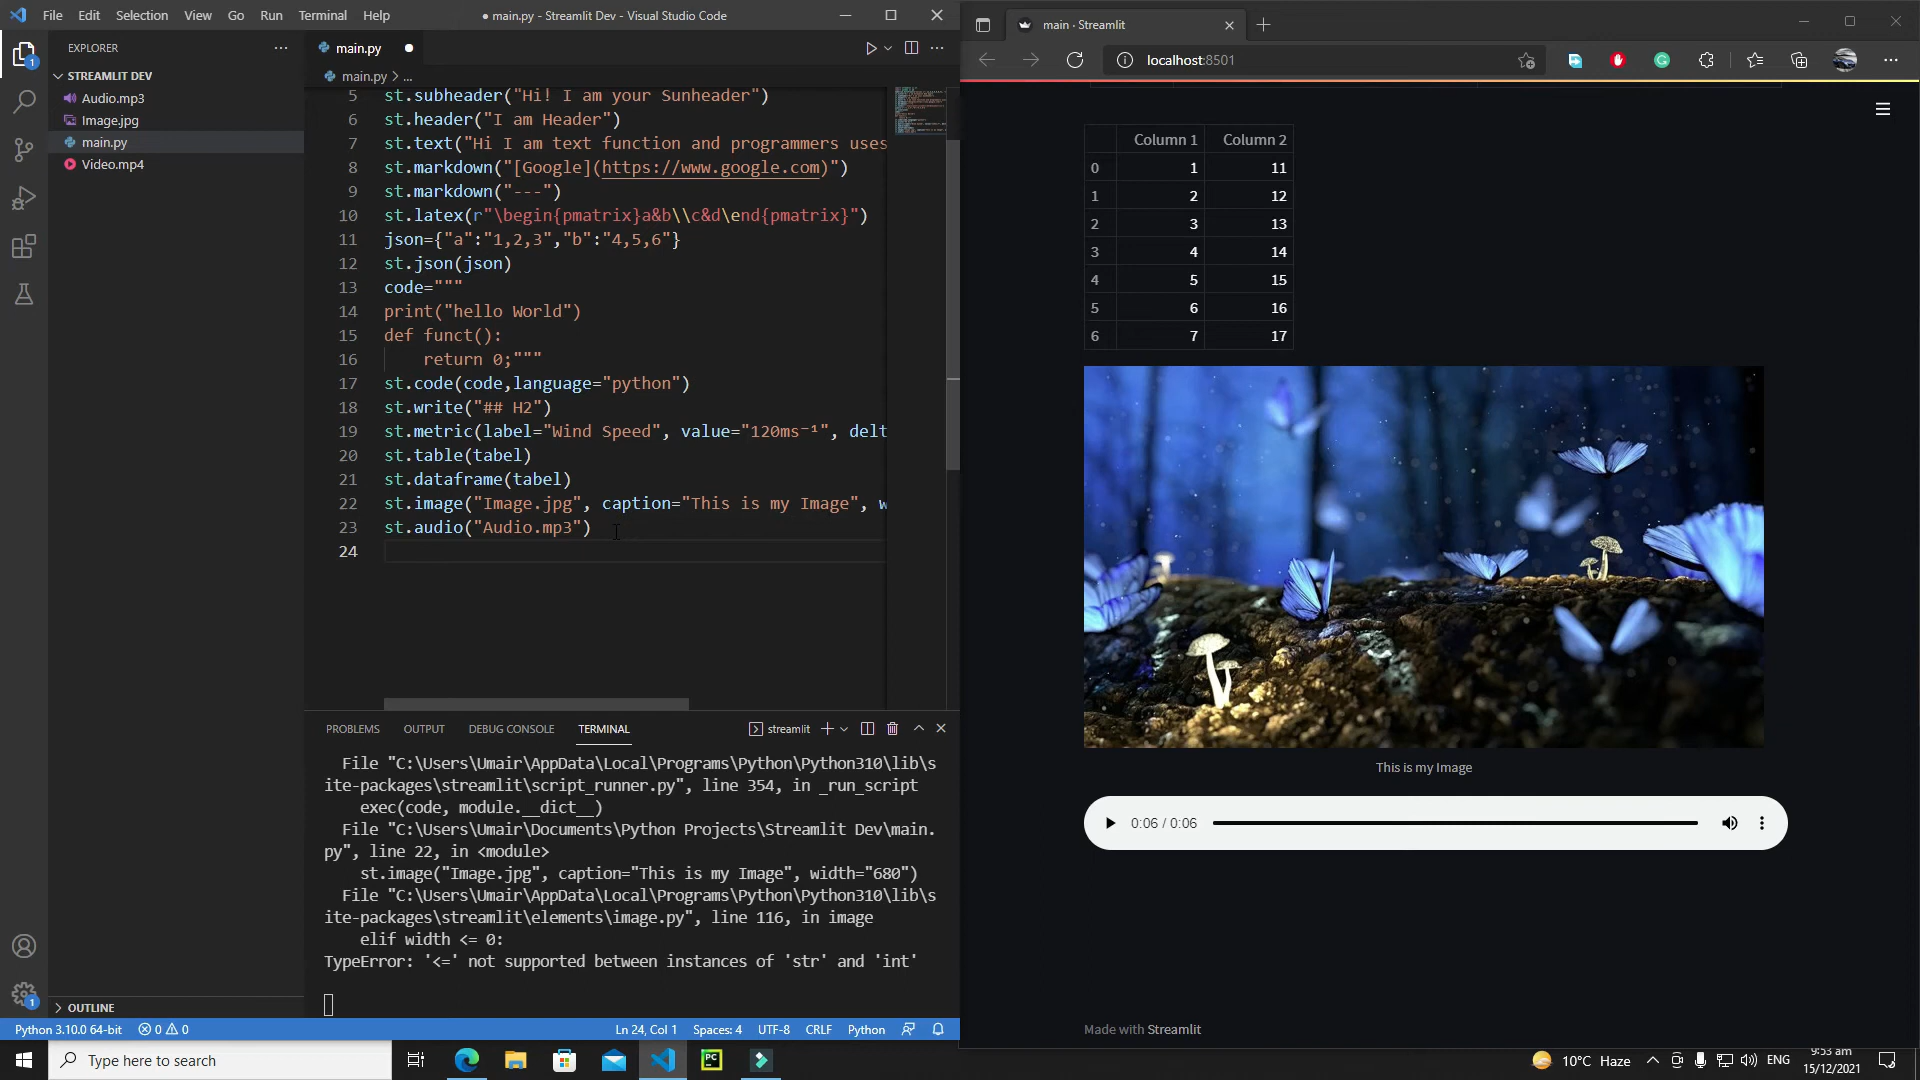 File Edit Selection View Go Run Terminal Help
● main.py - Streamlit Dev - Visual Studio Code
EXPLORER
STREAMLIT DEV
Audio.mp3
Image.jpg
main.py
Video.mp4
OUTLINE
main.py
main.py > ...
5 st.subheader("Hi! I am your Sunheader")
6 st.header("I am Header")
7 st.text("Hi I am text function and programmers uses
8 st.markdown("[Google](https://www.google.com)")
9 st.markdown("---")
10 st.latex(r"\begin{pmatrix}a&b\\c&d\end{pmatrix}")
11 json={"a":"1,2,3","b":"4,5,6"}
12 st.json(json)
13 code="""
14 print("hello World")
15 def funct():
16     return 0;"""
17 st.code(code,language="python")
18 st.write("## H2")
19 st.metric(label="Wind Speed", value="120ms⁻¹", delt
20 st.table(tabel)
21 st.dataframe(tabel)
22 st.image("Image.jpg", caption="This is my Image", w
23 st.audio("Audio.mp3")
24
PROBLEMS OUTPUT DEBUG CONSOLE TERMINAL
streamlit
File "C:\Users\Umair\AppData\Local\Programs\Python\Python310\lib\s
ite-packages\streamlit\script_runner.py", line 354, in _run_script
exec(code, module.__dict__)
File "C:\Users\Umair\Documents\Python Projects\Streamlit Dev\main.
py", line 22, in <module>
st.image("Image.jpg", caption="This is my Image", width="680")
File "C:\Users\Umair\AppData\Local\Programs\Python\Python310\lib\s
ite-packages\streamlit\elements\image.py", line 116, in image
elif width <= 0:
TypeError: '<=' not supported between instances of 'str' and 'int'
1
1
Python 3.10.0 64-bit 0 0
Ln 24, Col 1 Spaces: 4 UTF-8 CRLF Python
main · Streamlit
localhost:8501
Column 1 Column 2
0 1 11
1 2 12
2 3 13
3 4 14
4 5 15
5 6 16
6 7 17
This is my Image
0:06 / 0:06
Made with Streamlit
Type here to search
PC
10°C Haze
ENG
9:53 am
15/12/2021